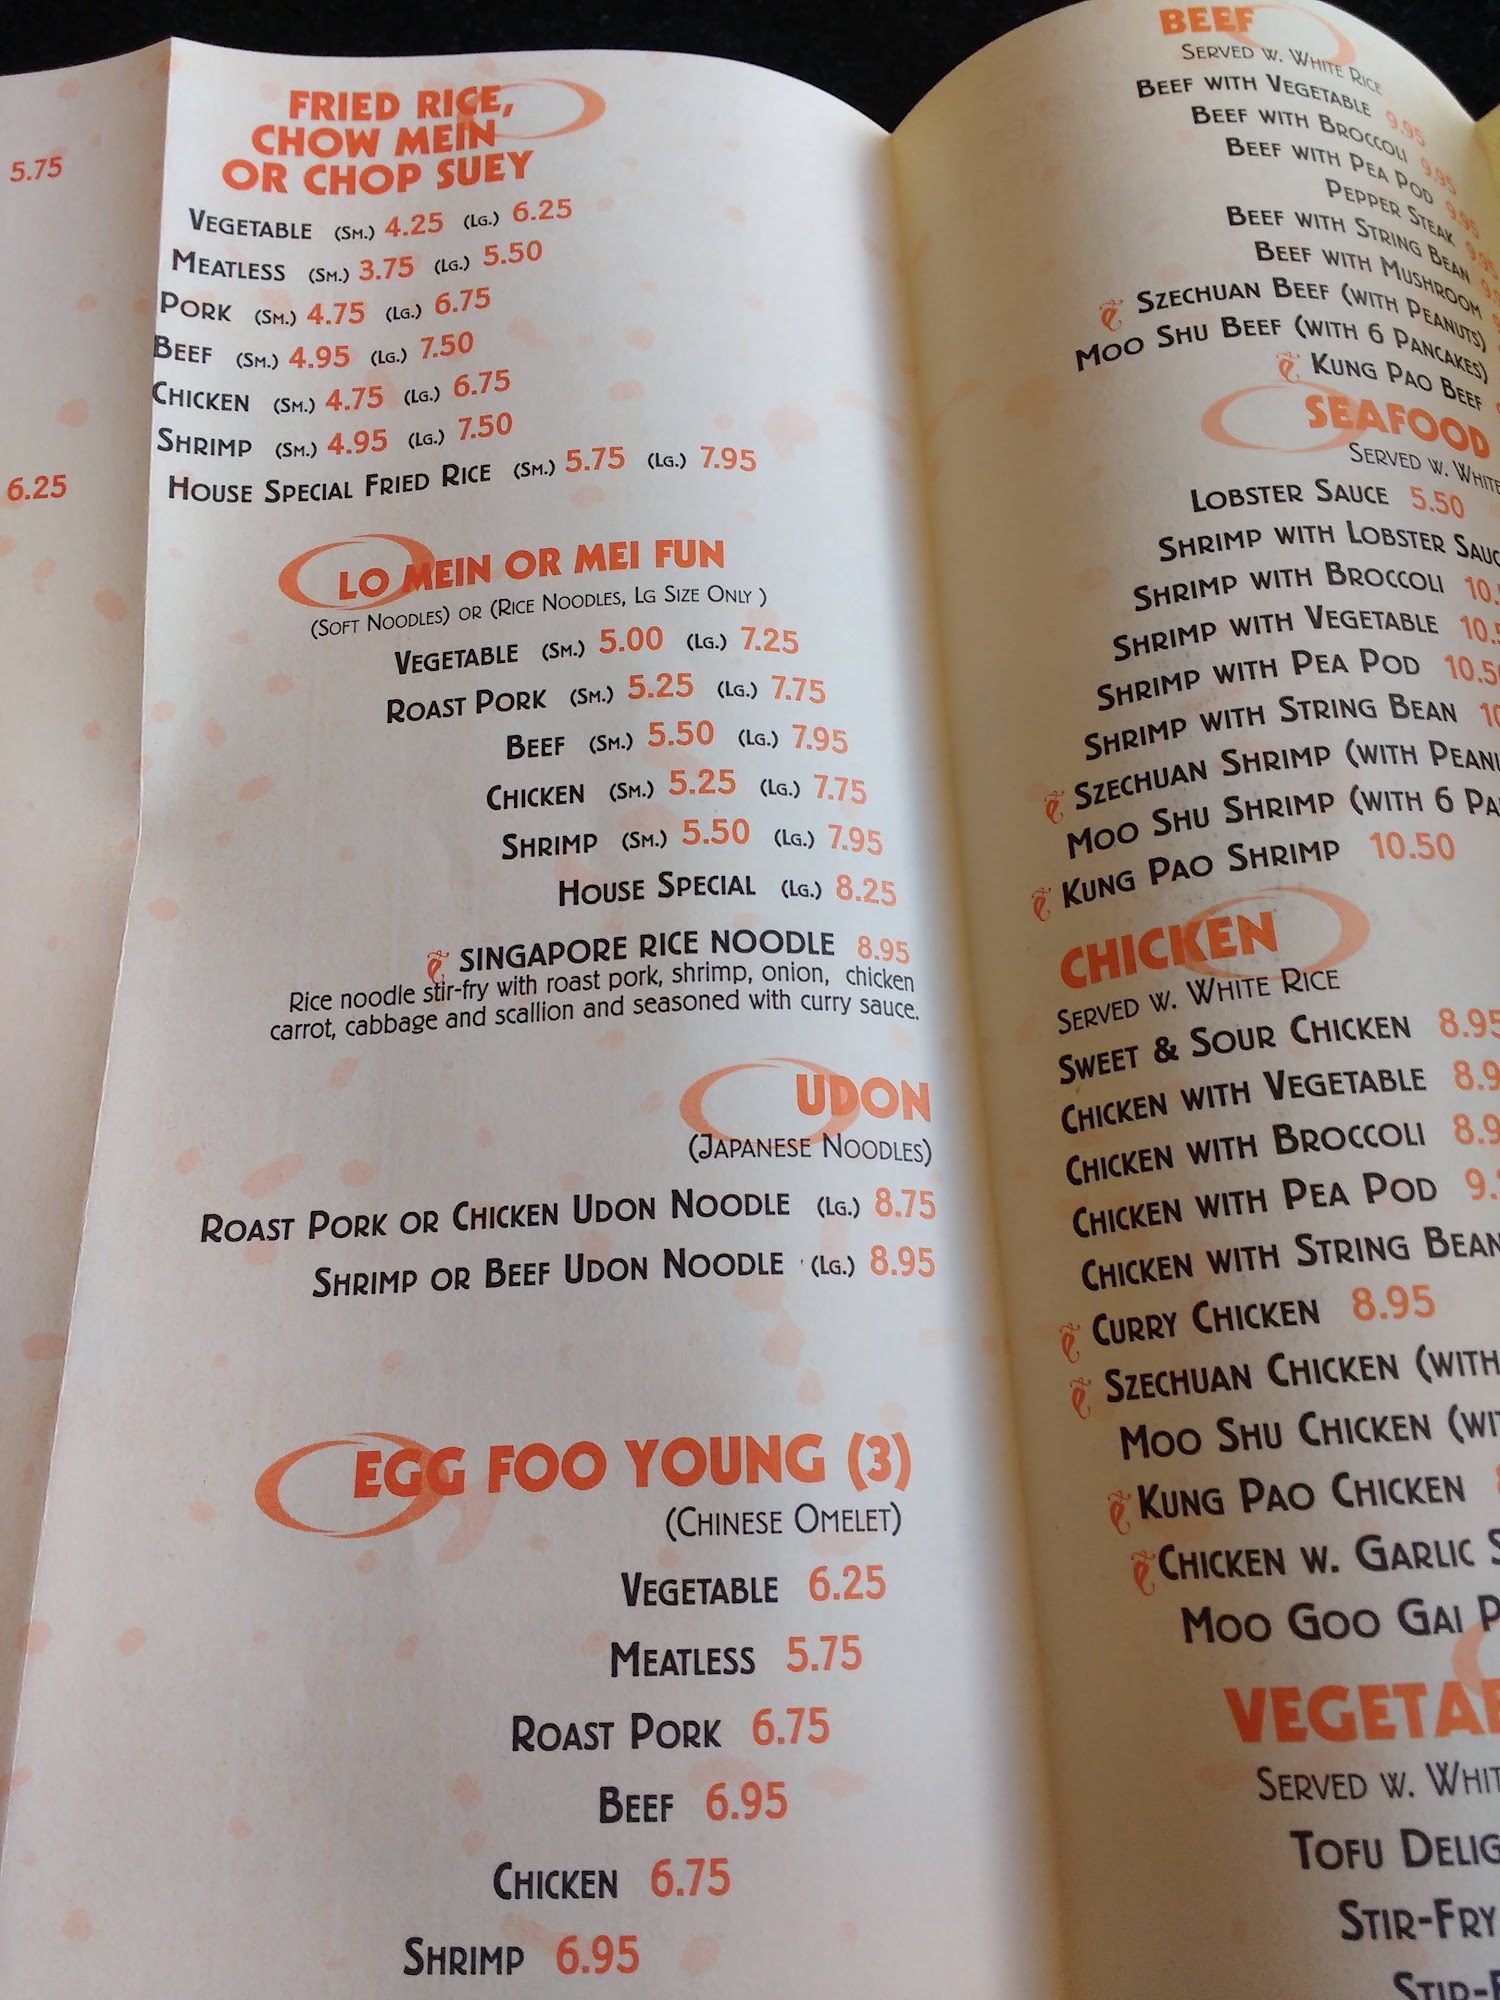 5.75
6.25
FRIED RICE,
CHOW MEIN
OR CHOP SUEY
VEGETABLE (SM.) 4.25 (LG.) 6.25
MEATLESS (SM.) 3.75 (LG.) 5.50
PORK (SM.) 4.75 (LG.) 6.75
BEEF (SM.) 4.95 (LG.) 7.50
CHICKEN (SM.) 4.75 (LG.) 6.75
SHRIMP (SM.) 4.95 (LG.) 7.50
HOUSE SPECIAL FRIED RICE (SM.) 5.75 (LG.) 7.95
LO MEIN OR MEI FUN
(SOFT NOODLES) OR (RICE NOODLES, LG SIZE ONLY )
VEGETABLE (SM.) 5.00 (LG.) 7.25
ROAST PORK (SM.) 5.25 (LG.) 7.75
BEEF (SM.) 5.50 (LG.) 7.95
CHICKEN (SM.) 5.25 (LG.) 7.75
SHRIMP (SM.) 5.50 (LG.) 7.95
HOUSE SPECIAL (LG.) 8.25
SINGAPORE RICE NOODLE 8.95
Rice noodle stir-fry with roast pork, shrimp, onion, chicken
carrot, cabbage and scallion and seasoned with curry sauce.
UDON
(JAPANESE NOODLES)
ROAST PORK OR CHICKEN UDON NOODLE (LG.) 8.75
SHRIMP OR BEEF UDON NOODLE (LG.) 8.95
EGG FOO YOUNG (3)
(CHINESE OMELET)
VEGETABLE 6.25
MEATLESS 5.75
ROAST PORK 6.75
BEEF 6.95
CHICKEN 6.75
SHRIMP 6.95
BEEF
SERVED W. WHITE RICE
BEEF WITH VEGETABLE 9.95
BEEF WITH BROCCOLI 9.95
BEEF WITH PEA POD 9.95
PEPPER STEAK 9.95
BEEF WITH STRING BEAN
BEEF WITH MUSHROOM
SZECHUAN BEEF (WITH PEANUTS)
MOO SHU BEEF (WITH 6 PANCAKES)
KUNG PAO BEEF
SEAFOOD
SERVED W. WHITE
LOBSTER SAUCE 5.50
SHRIMP WITH LOBSTER
SHRIMP WITH BROCCOLI
SHRIMP WITH VEGETABLE
SHRIMP WITH PEA POD 10.50
SHRIMP WITH STRING BEAN
SZECHUAN SHRIMP (WITH
MOO SHU SHRIMP (WITH 6
KUNG PAO SHRIMP 10.50
CHICKEN
SERVED W. WHITE RICE
SWEET & SOUR CHICKEN 8.95
CHICKEN WITH VEGETABLE
CHICKEN WITH BROCCOLI
CHICKEN WITH PEA POD
CHICKEN WITH STRING BEAN
CURRY CHICKEN 8.95
SZECHUAN CHICKEN (WITH
MOO SHU CHICKEN
KUNG PAO CHICKEN
CHICKEN W. GARLIC
MOO GOO GAI
SERVED W.
TOFU
STIR-FRY